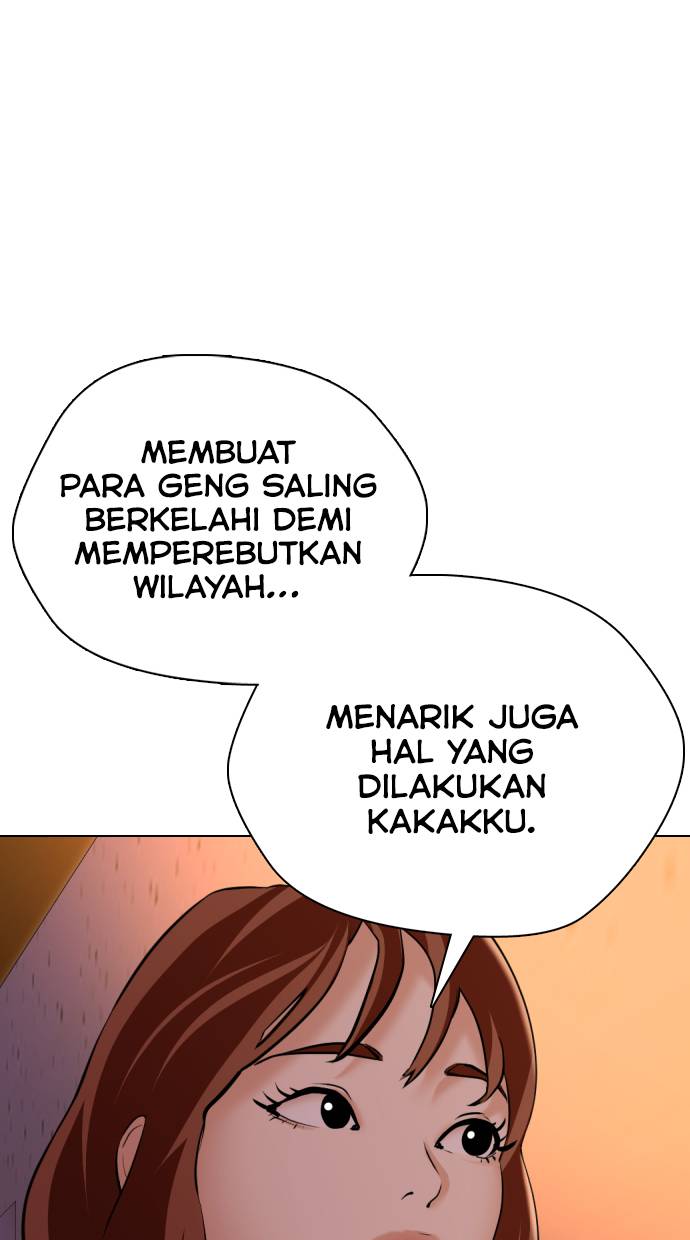 MEMBUAT
PARA GENG SALING
BERKELAHI DEMI
MEMPEREBUTKAN
WILAYAH...
MENARIK JUGA
HAL YANG
DILAKUKAN
KAKAKKU.